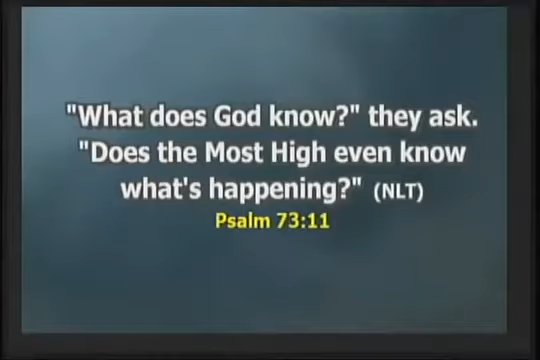 "What does God know?" they ask.
"Does the Most High even know
what's happening?" (NLT)
Psalm 73:11